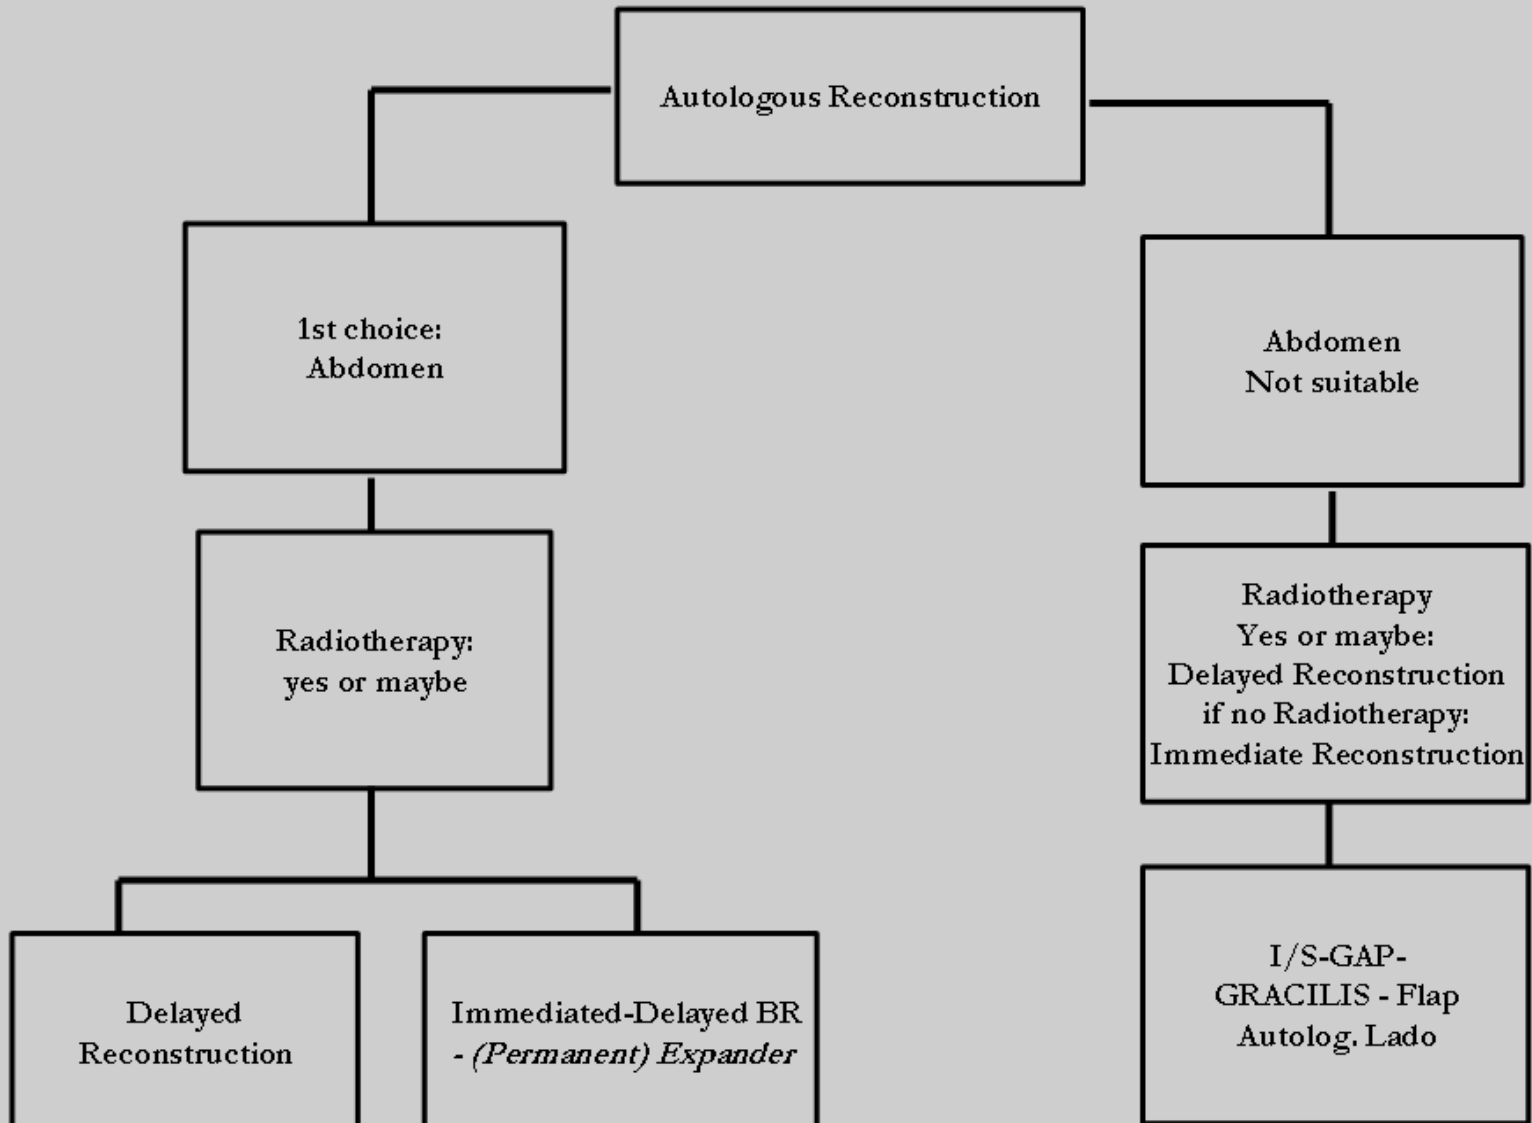 Autologous Reconstruction
1st choice:
Abdomen
Abdomen
Not suitable
Radiotherapy:
yes or maybe
Radiotherapy
Yes or maybe:
Delayed Reconstruction
if no Radiotherapy:
Immediate Reconstruction
Delayed
Reconstruction
Immediated-Delayed BR
- (Permanent) Expander
I/S-GAP-
GRACILIS - Flap
Autolog. Lado